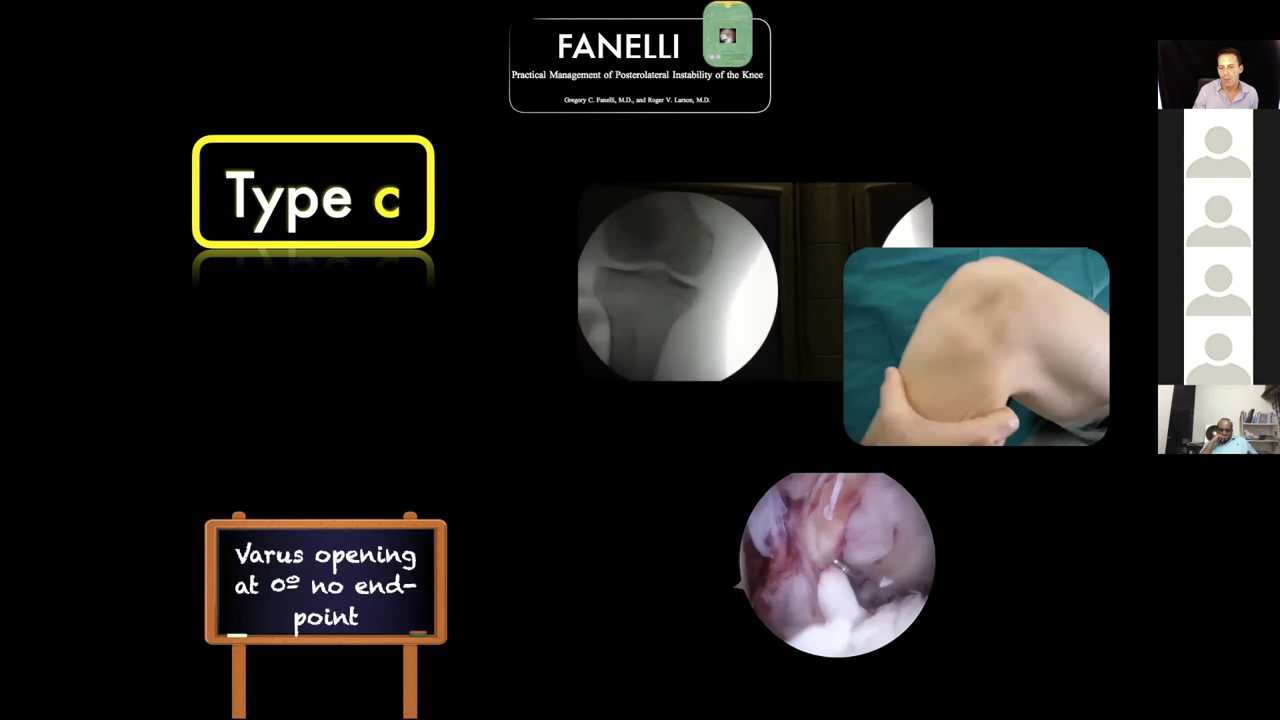 FANELLI
Practical Management of Posterolateral Instability of the Knee
Gregory C. Fanelli, M.D., and Roger V. Larson, M.D.
Type c
Varus opening
at 0º no end-
point